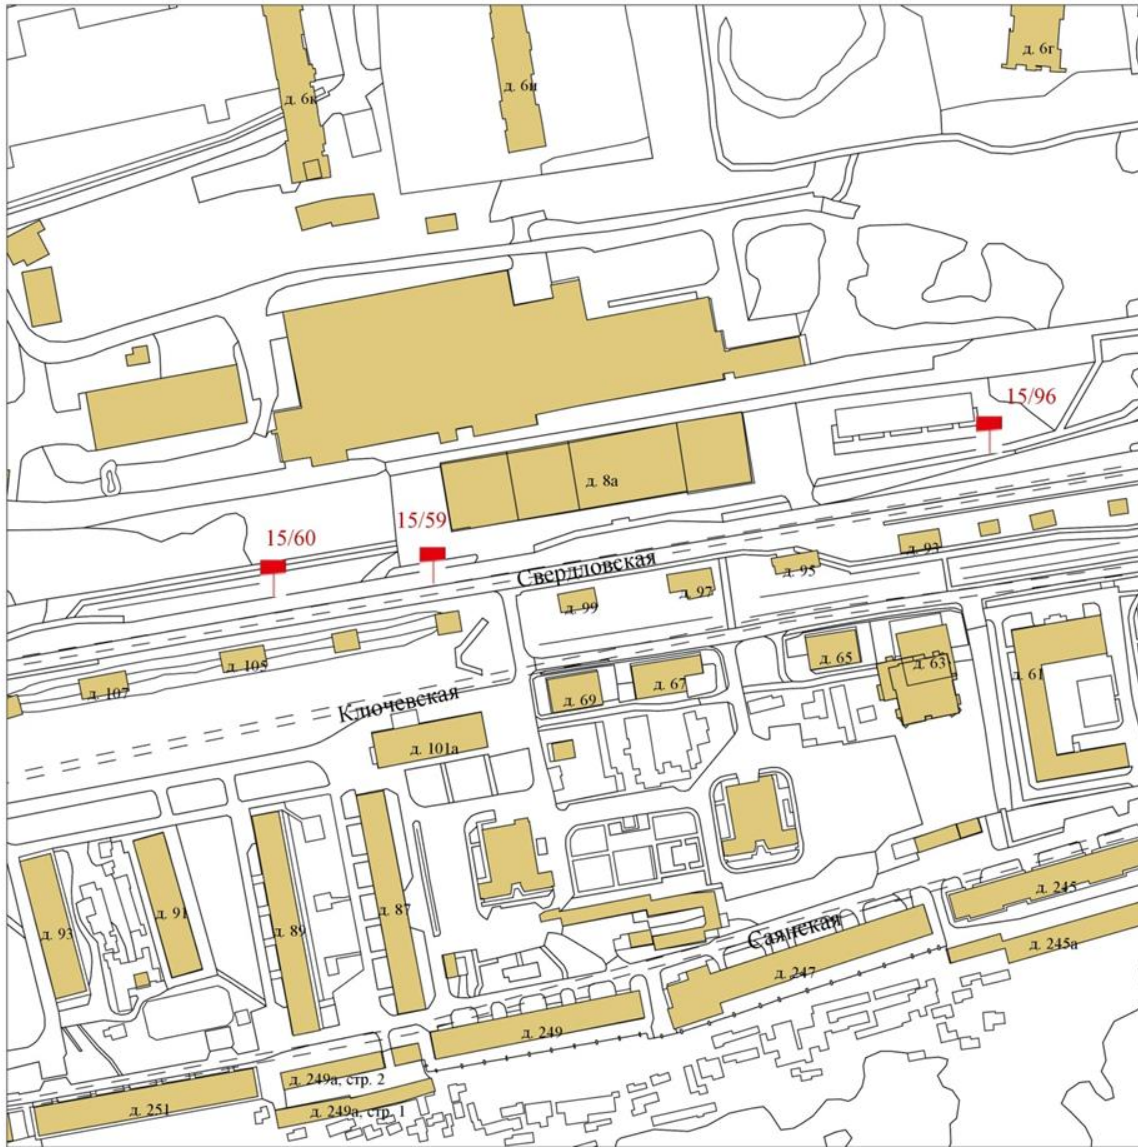 д. 6г
д. 6к
д. 6и
15/96
д. 8а
15/59
15/60
Свердловская
д. 93
д. 95
д. 97
д. 99
д. 105
д. 107
д. 65
д. 63
д. 61
д. 67
д. 69
Ключевская
д. 101а
д. 245
д. 87
д. 91
д. 89
д. 93
Саянская
д. 245а
д. 247
д. 249
д. 249а, стр. 2
д. 251
д. 249а, стр. 1